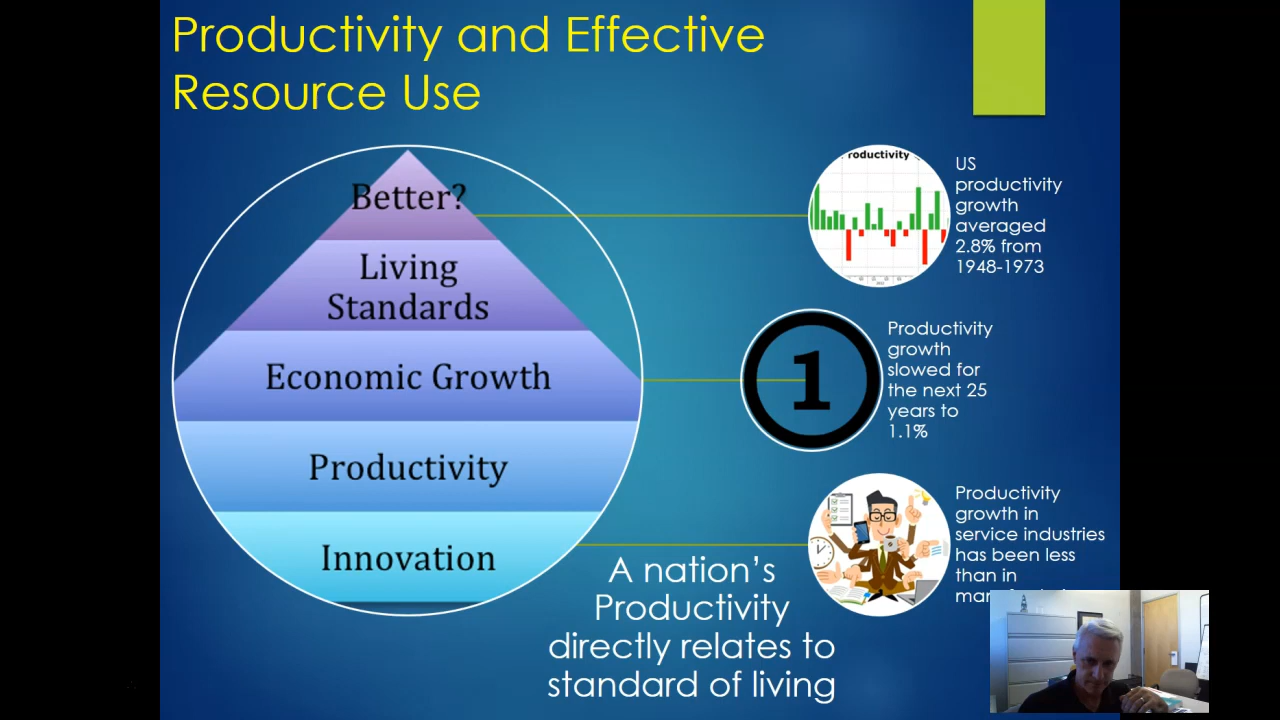 Productivity and Effective
Resource Use
Better?
Living
Standards
Economic Growth
Productivity
Innovation
roductivity
US
productivity
growth
averaged
2.8% from
1948-1973
1
Productivity
growth
slowed for
the next 25
years to
1.1%
Productivity
growth in
service industries
has been less
than in
A nation's
Productivity
directly relates to
standard of living